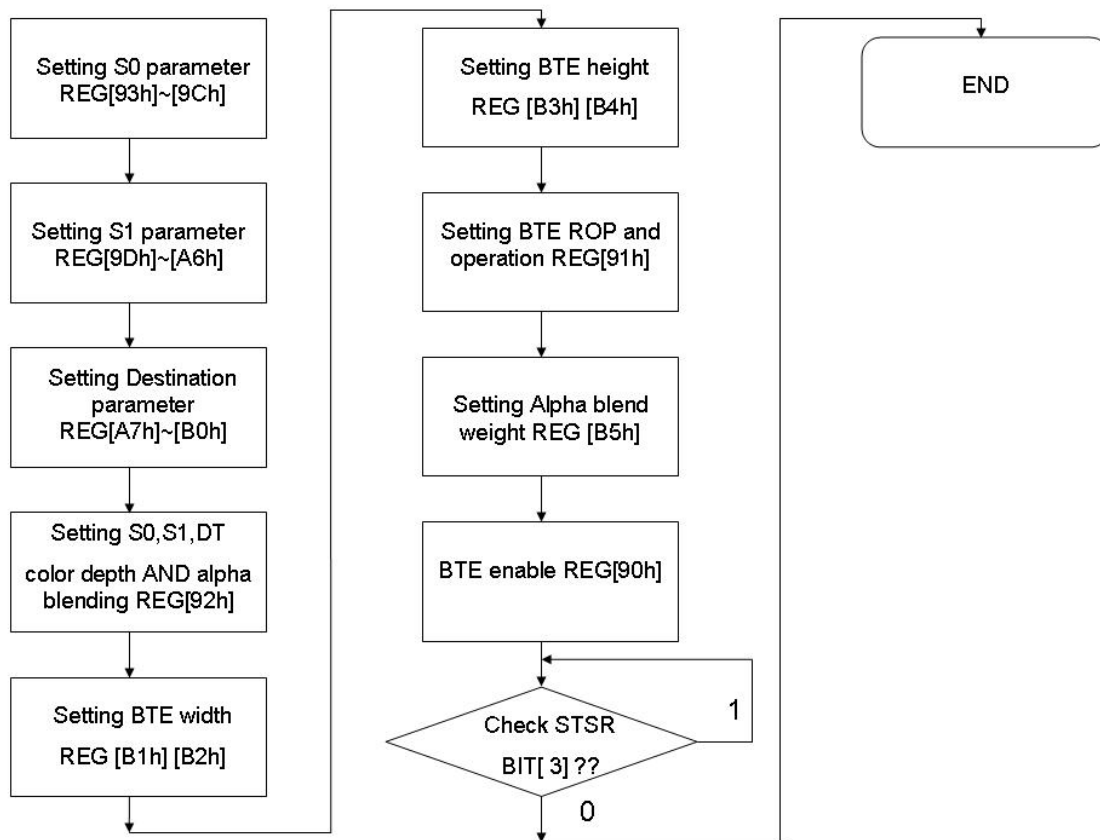 Setting S0 parameter
REG[93h]~[9Ch]
Setting S1 parameter
REG[9Dh]~[A6h]
Setting Destination
parameter
REG[A7h]~[B0h]
Setting S0,S1,DT
color depth AND alpha
blending REG[92h]
Setting BTE width
REG [B1h] [B2h]
Setting BTE height
REG [B3h] [B4h]
Setting BTE ROP and
operation REG[91h]
Setting Alpha blend
weight REG [B5h]
BTE enable REG[90h]
Check STSR
BIT[ 3] ??
1
0
END